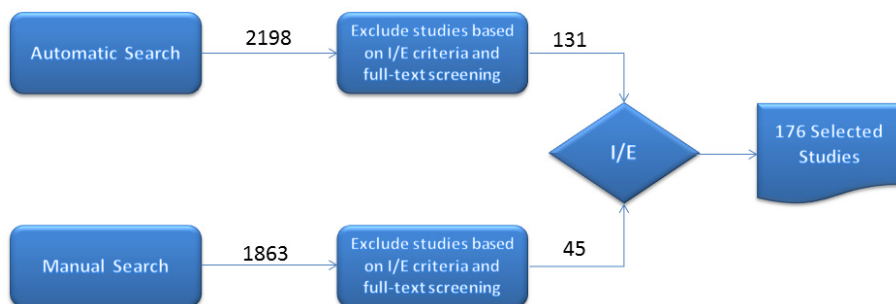 Automatic Search
2198
Exclude studies based
on I/E criteria and
full-text screening
131
I/E
176 Selected
Studies
Manual Search
1863
Exclude studies based
on I/E criteria and
full-text screening
45